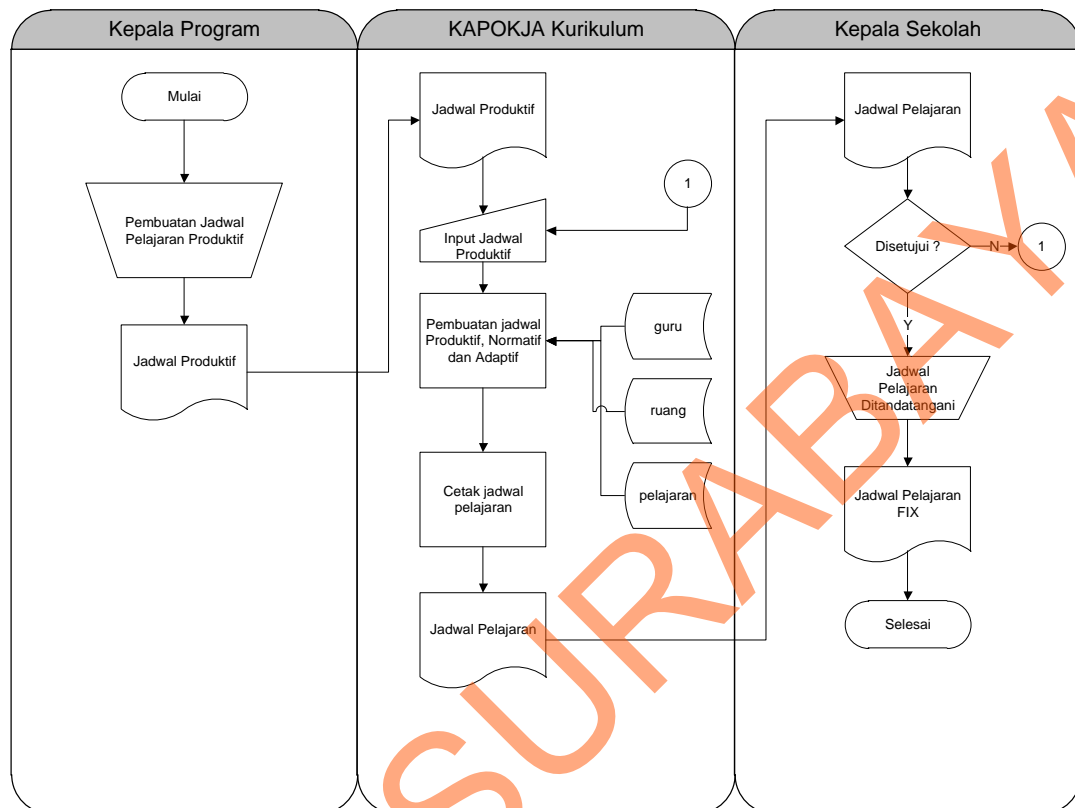 Kepala Program
KAPOKJA Kurikulum
Kepala Sekolah
Mulai
Pembuatan Jadwal
Pelajaran Produktif
Jadwal Produktif
Jadwal Produktif
1
Input Jadwal
Produktif
Pembuatan jadwal
Produktif, Normatif
dan Adaptif
guru
ruang
pelajaran
Cetak jadwal
pelajaran
Jadwal Pelajaran
Jadwal Pelajaran
Disetujui ?
N
1
Y
Jadwal
Pelajaran
Ditandatangani
Jadwal Pelajaran
FIX
Selesai
SURABAYA